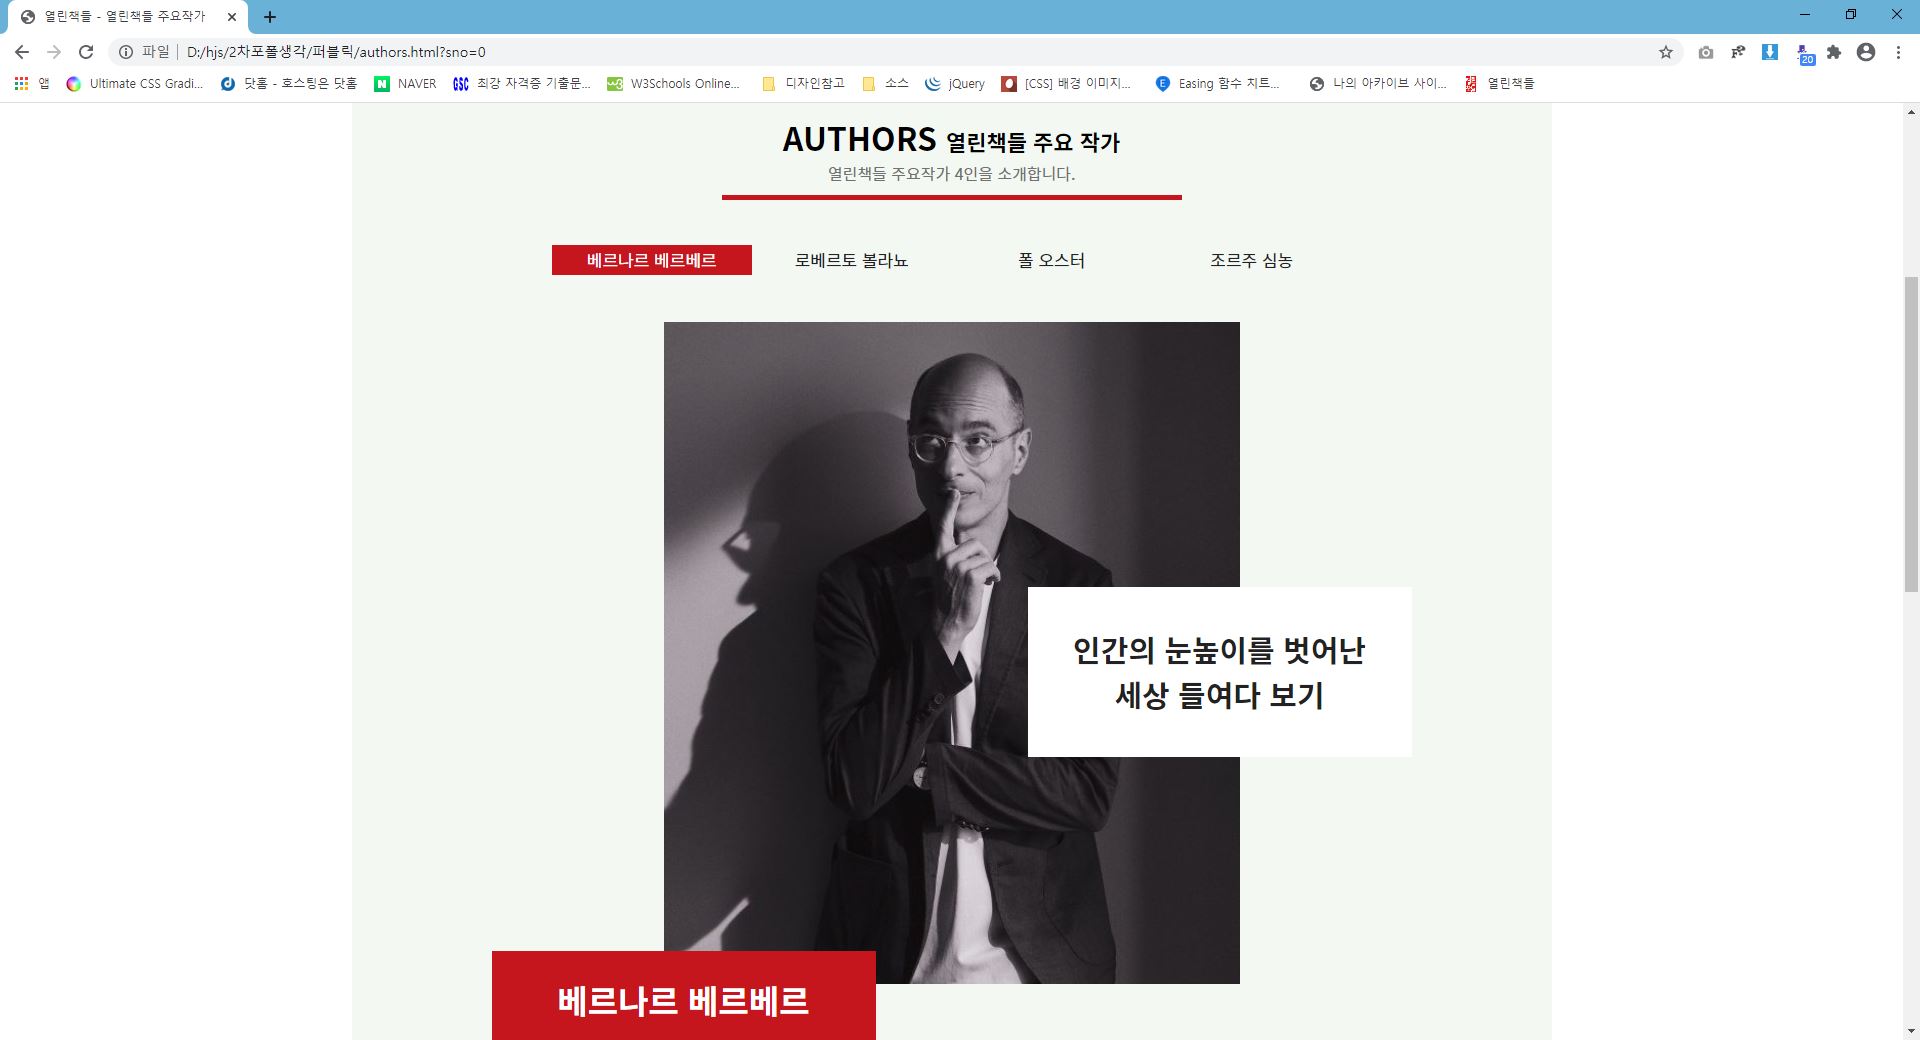 열린책들 - 열린책들 주요작가
파일 | D:/hjs/2차포폴생각/퍼블릭/authors.html?sno=0
20
앱 Ultimate CSS Gradi... 닷홈 - 호스팅은 닷홈 NAVER 최강 자격증 기출문... W3Schools Online... 디자인참고 소스 jQuery [CSS] 배경 이미지... Easing 함수 치트... 나의 아카이브 사이... 열린책들
AUTHORS 열린책들 주요 작가
열린책들 주요작가 4인을 소개합니다.
베르나르 베르베르 로베르토 볼라뇨 폴 오스터 조르주 심농
인간의 눈높이를 벗어난
세상 들여다 보기
베르나르 베르베르